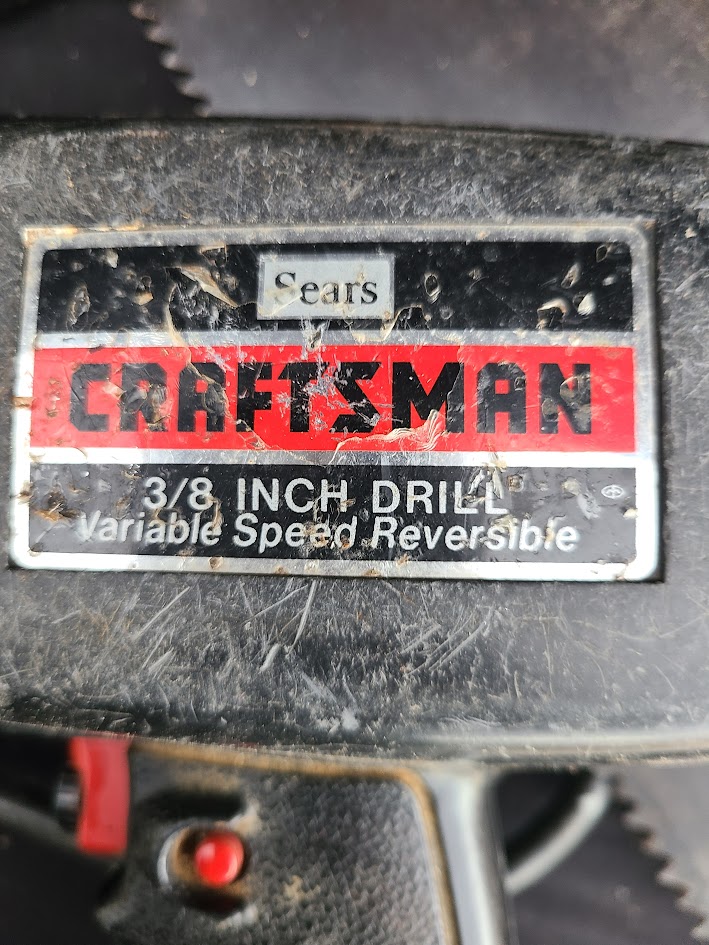 Sears
CRAFTSMAN
3/8 INCH DRILL
Variable Speed Reversible